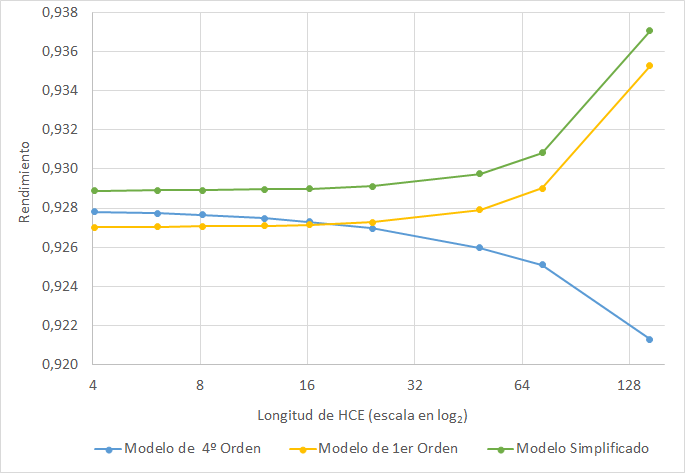 0,938
0,936
0,934
0,932
0,930
0,928
0,926
0,924
0,922
0,920
Rendimiento
4 8 16 32 64 128
Longitud de HCE (escala en log₂)
Modelo de 4º Orden Modelo de 1er Orden Modelo Simplificado